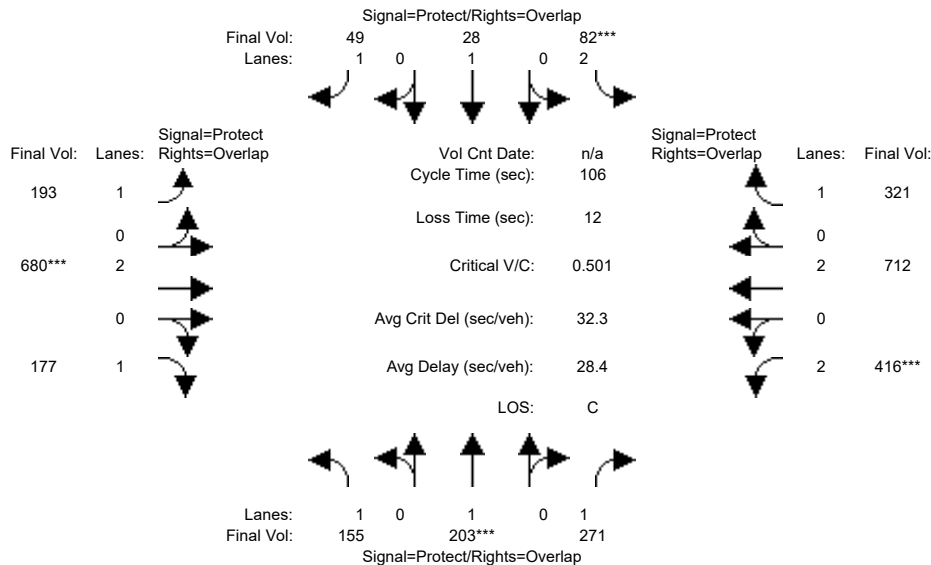 Signal=Protect/Rights=Overlap
Final Vol: 49 28 82***
Lanes: 1 0 1 0 2
Signal=Protect Signal=Protect
Final Vol: Lanes: Rights=Overlap Vol Cnt Date: n/a Rights=Overlap Lanes: Final Vol:
Cycle Time (sec): 106
193 1 1 321
Loss Time (sec): 12
0 0
680*** 2 Critical V/C: 0.501 2 712
0 Avg Crit Del (sec/veh): 32.3 0
177 1 Avg Delay (sec/veh): 28.4 2 416***
LOS: C
Lanes: 1 0 1 0 1
Final Vol: 155 203*** 271
Signal=Protect/Rights=Overlap